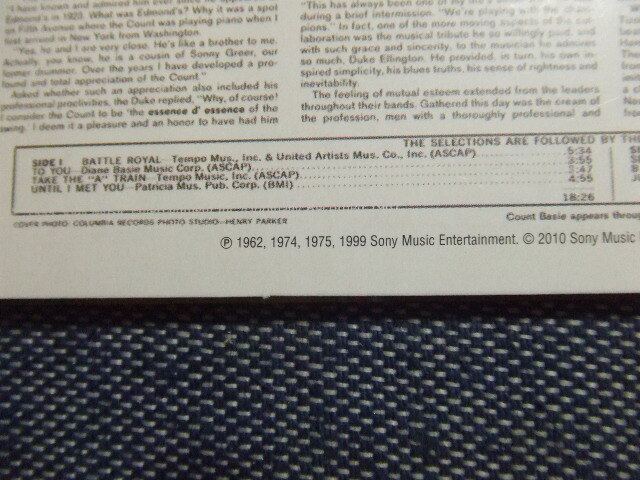 "I have known and admired him ever since
Edmond's in 1923. What was Edmond's? Why it was a spot
on Fifth Avenue where the Count was playing piano when I
first arrived in New York from Washington.
"Yes, he and I are very close. He's like a brother to me.
Actually, you know, he is a cousin of Sonny Greer, our
former drummer. Over the years I have developed a pro-
found and total appreciation of the Count."
Asked whether such an appreciation also included his
professional proclivities, the Duke replied, "Why, of course!
I consider the Count to be 'the essence d' essence of the
swing.' I deem it a pleasure and an honor to have had him
"This has always been one of my
during a brief intermission. "We're playing with the
pions." In fact, one of the more moving aspects of the
laboration was the musical tribute he so willingly paid,
with such grace and sincerity, to the musician he admires
so much, Duke Ellington. He provided, in turn, his own in-
spired simplicity, his blues truths, his sense of rightness and
inevitability.
The feeling of mutual esteem extended from the leaders
throughout their bands. Gathered this day was the cream of
the profession, men with a thoroughly professional and
THE SELECTIONS ARE FOLLOWED BY TH
SIDE I BATTLE ROYAL—Tempo Mus., Inc. & United Artists Mus. Co., Inc. (ASCAP) 5:34
TO YOU—Diane Basie Music Corp. (ASCAP) 3:55
TAKE THE "A" TRAIN—Tempo Music, Inc. (ASCAP) 3:47
UNTIL I MET YOU—Patricia Mus. Pub. Corp. (BMI) 4:55
18:26
COVER PHOTO: COLUMBIA RECORDS PHOTO STUDIO—HENRY PARKER
Count Basie appears throug
℗ 1962, 1974, 1975, 1999 Sony Music Entertainment. © 2010 Sony Music